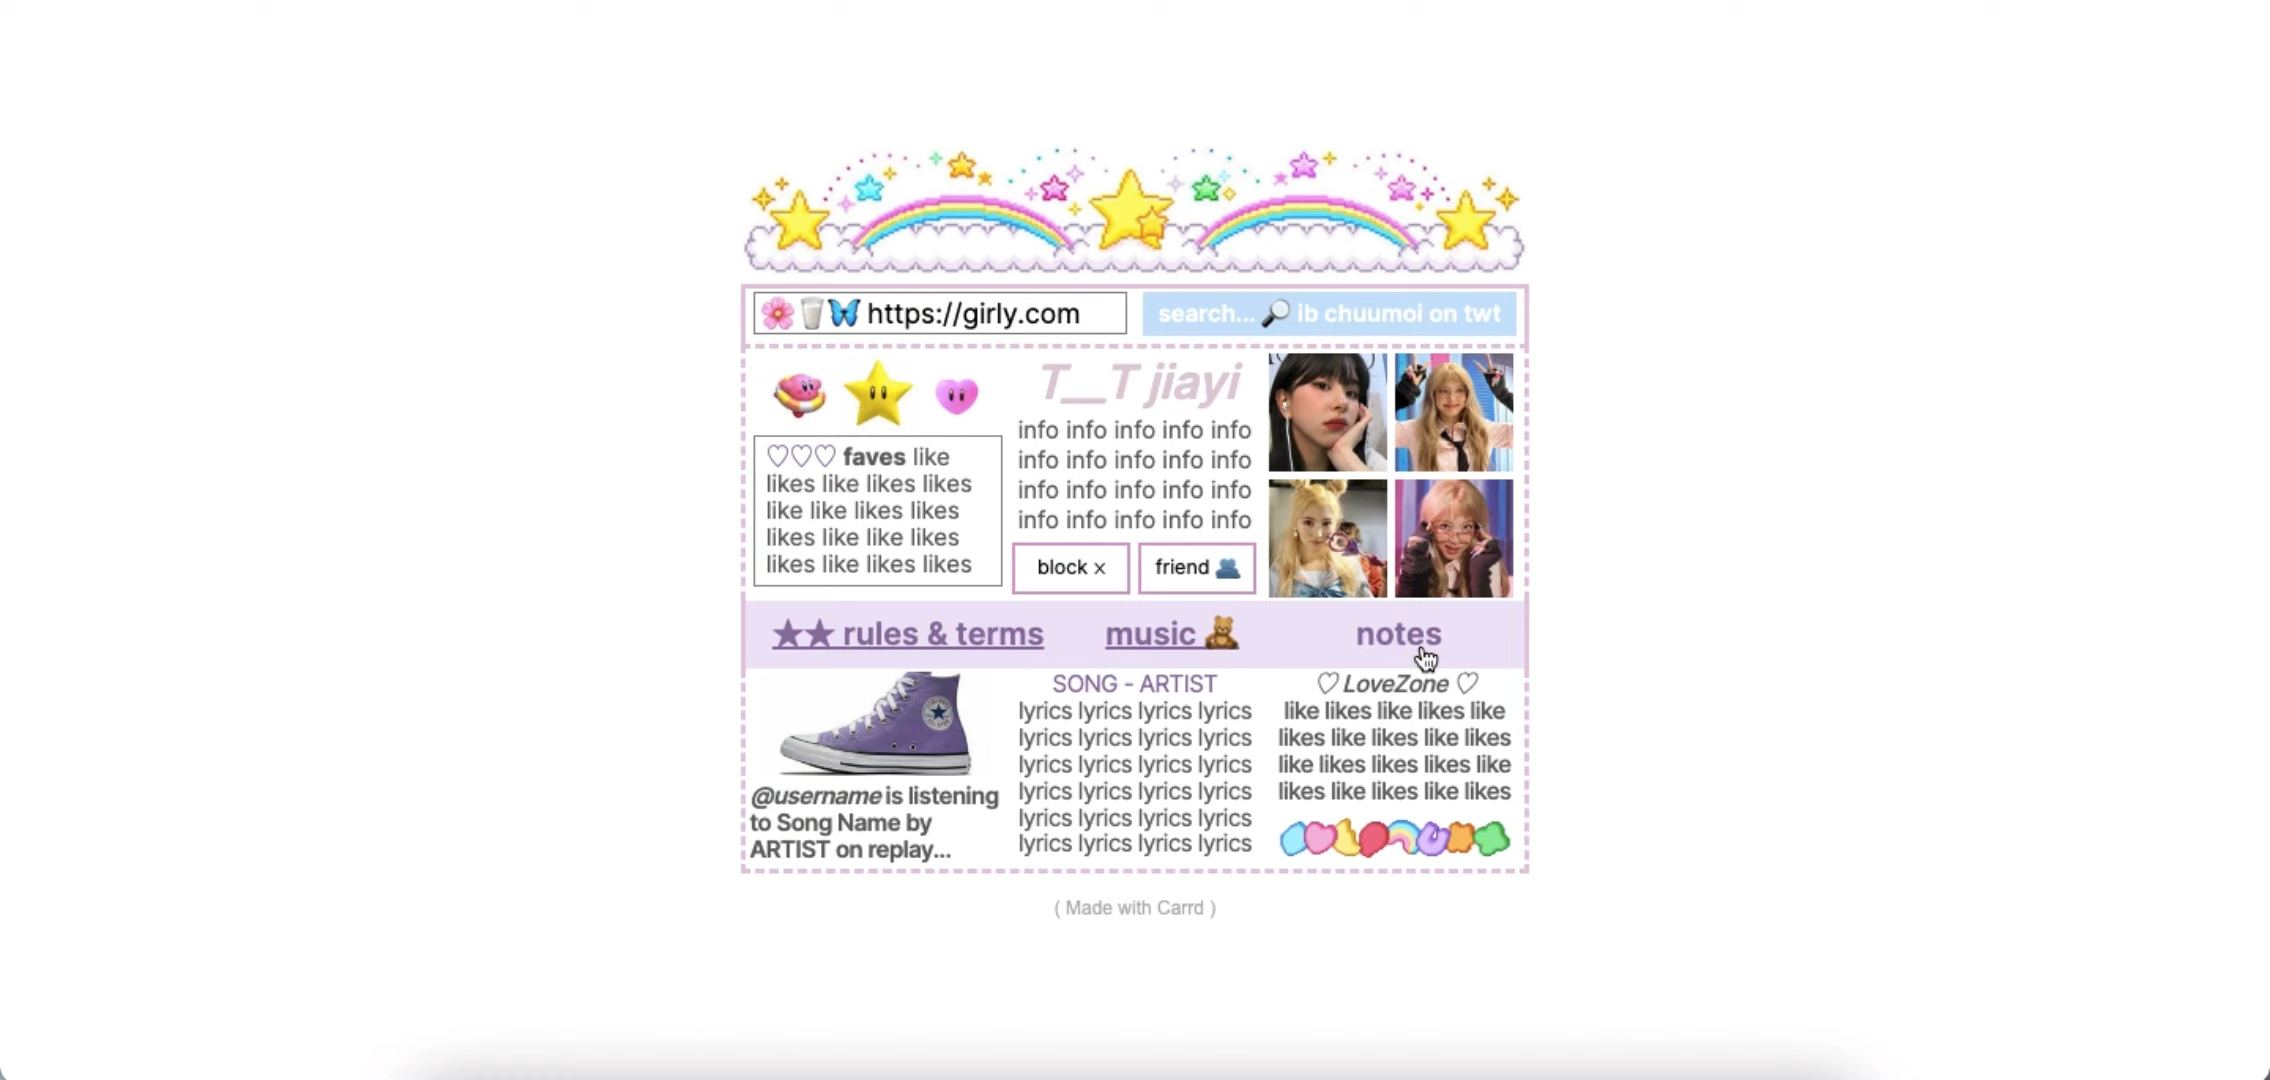 🌸🥛🦋 https://girly.com
search...🔎 ib chuumoi on twt
♡♡♡ faves like
likes like likes likes
like like likes likes
likes like like likes
likes like likes likes
T__T jiayi
info info info info info
info info info info info
info info info info info
info info info info info
block ×
friend 🫂
★★ rules & terms
music 🧸
notes
@username is listening
to Song Name by
ARTIST on replay...
SONG - ARTIST
lyrics lyrics lyrics lyrics
lyrics lyrics lyrics lyrics
lyrics lyrics lyrics lyrics
lyrics lyrics lyrics lyrics
lyrics lyrics lyrics lyrics
lyrics lyrics lyrics lyrics
♡ LoveZone ♡
like likes like likes like
likes like likes like likes
like likes likes likes like
likes like likes like likes
( Made with Carrd )